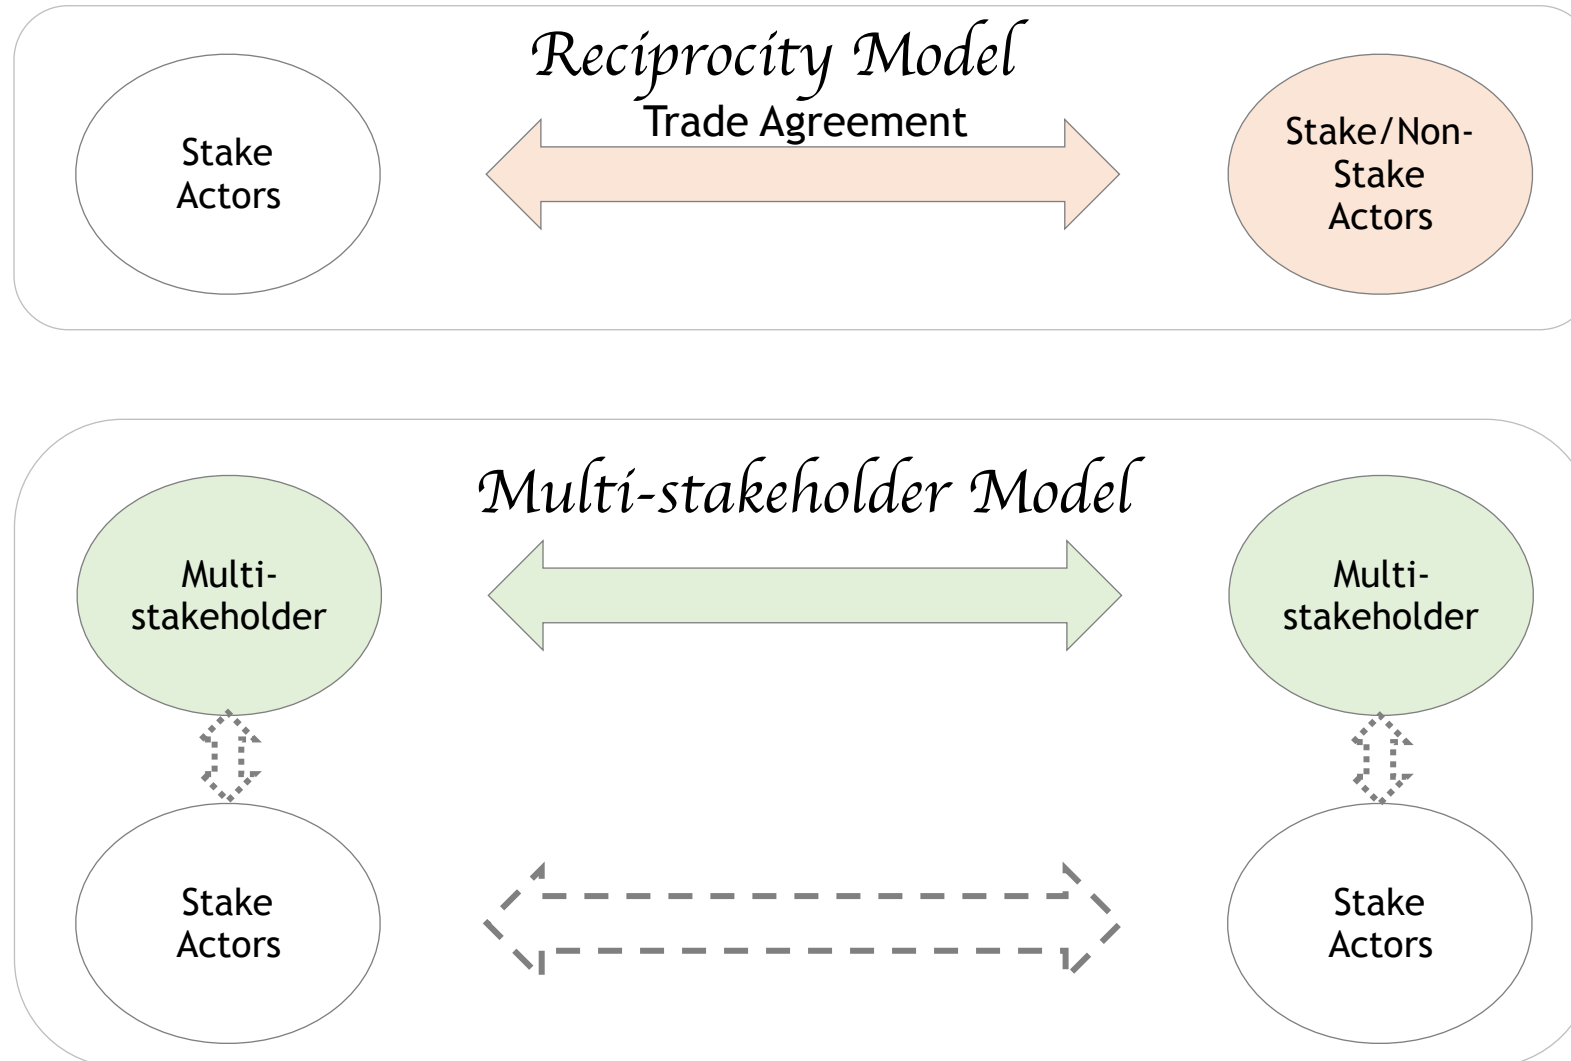 Reciprocity Model
Trade Agreement
Stake
Actors
Stake/Non-
Stake
Actors
Multi-stakeholder Model
Multi-
stakeholder
Multi-
stakeholder
Stake
Actors
Stake
Actors